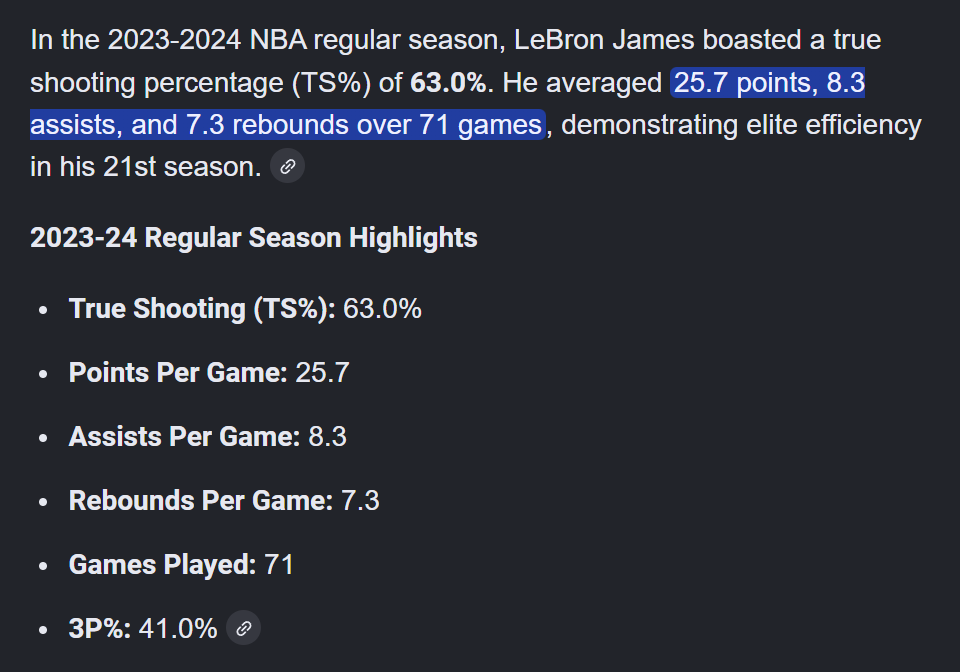 In the 2023-2024 NBA regular season, LeBron James boasted a true
shooting percentage (TS%) of 63.0%. He averaged 25.7 points, 8.3
assists, and 7.3 rebounds over 71 games, demonstrating elite efficiency
in his 21st season.
2023-24 Regular Season Highlights
• True Shooting (TS%): 63.0%
• Points Per Game: 25.7
• Assists Per Game: 8.3
• Rebounds Per Game: 7.3
• Games Played: 71
• 3P%: 41.0%